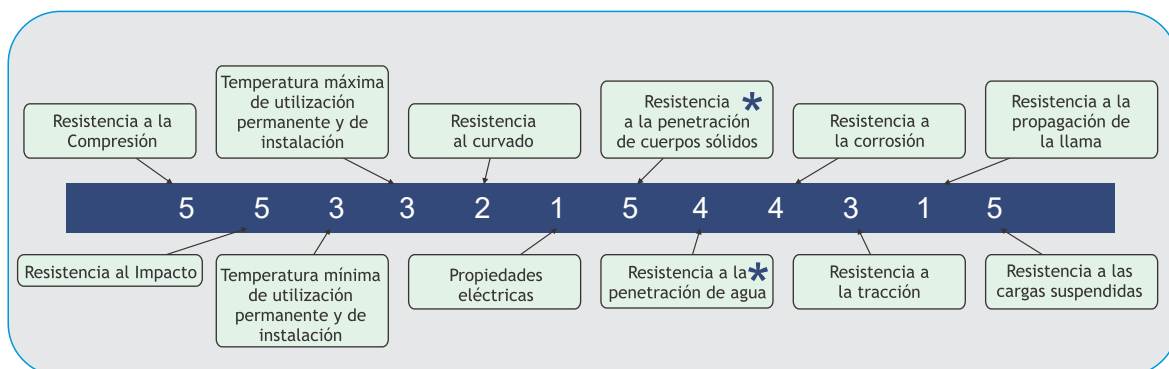 Resistencia a la
Compresión
Temperatura máxima
de utilización
permanente y de
instalación
Resistencia
al curvado
Resistencia *
a la penetración
de cuerpos sólidos
Resistencia a
la corrosión
Resistencia a la
propagación de
la llama
5 5 3 3 2 1 5 4 4 3 1 5
Resistencia al Impacto
Temperatura mínima
de utilización
permanente y de
instalación
Propiedades
eléctricas
Resistencia a la *
penetración de agua
Resistencia a
la tracción
Resistencia a las
cargas suspendidas